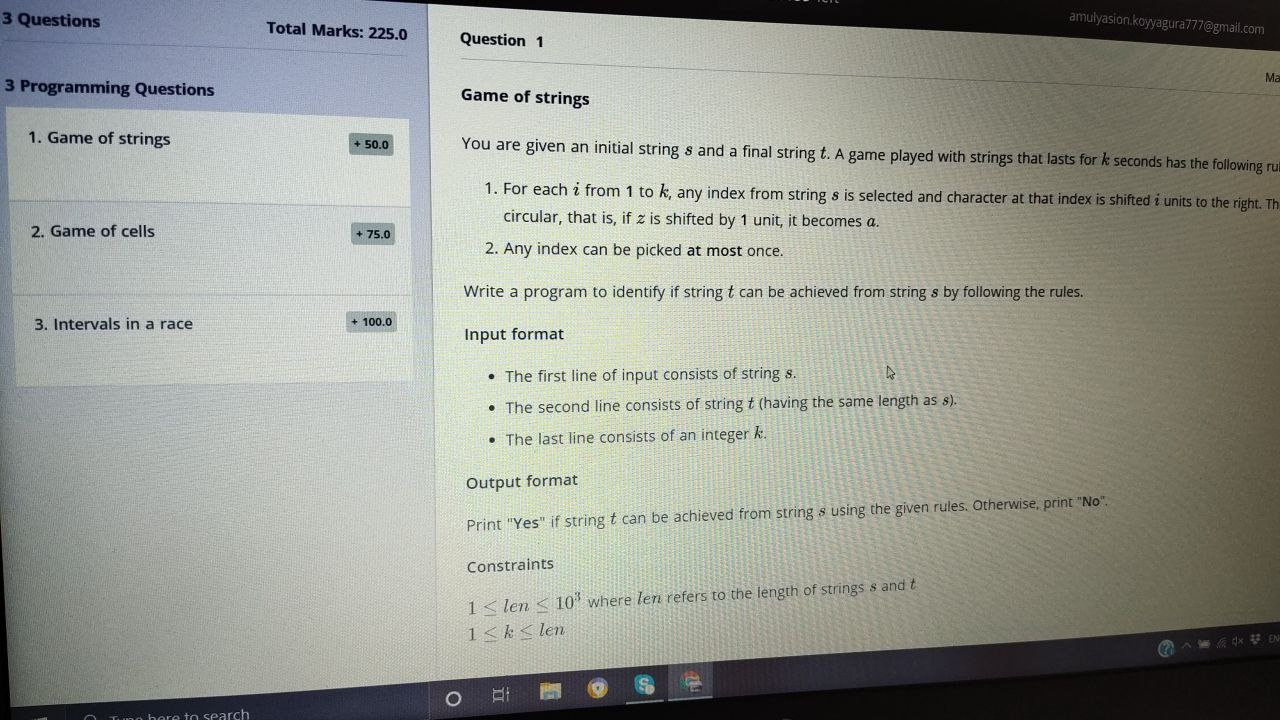 3 Questions
Total Marks: 225.0
3 Programming Questions
1. Game of strings
+ 50.0
2. Game of cells
+ 75.0
3. Intervals in a race
+ 100.0
left
amulyasion.koyyagura777@gmail.com
Question 1
Ma
Game of strings
You are given an initial string s and a final string t. A game played with strings that lasts for k seconds has the following ru
1. For each i from 1 to k, any index from string s is selected and character at that index is shifted i units to the right. Th
circular, that is, if z is shifted by 1 unit, it becomes a.
2. Any index can be picked at most once.
Write a program to identify if string t can be achieved from string s by following the rules.
Input format
• The first line of input consists of string s.
• The second line consists of string t (having the same length as s).
• The last line consists of an integer k.
Output format
Print "Yes" if string t can be achieved from string s using the given rules. Otherwise, print "No".
Constraints
1 ≤ len ≤ 10³ where len refers to the length of strings s and t
1 ≤ k ≤ len
Type here to search
EN